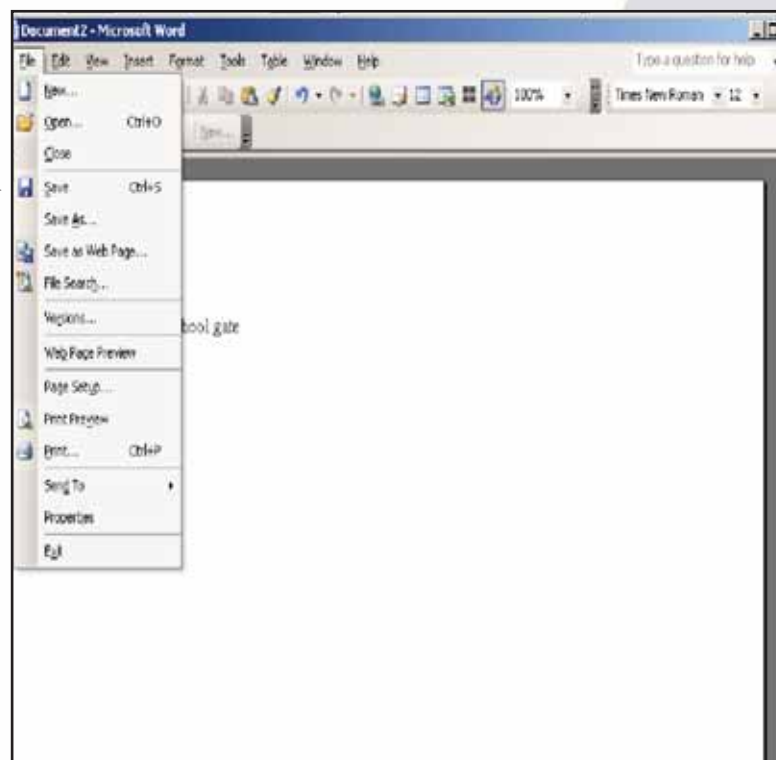 Document2 - Microsoft Word
File Edit View Insert Format Tools Table Window Help Type a question for help
100% Times New Roman 12
New...
New...
Open... Ctrl+O
Close
Save Ctrl+S
Save As...
Save as Web Page...
File Search...
Versions...
Web Page Preview
Page Setup...
Print Preview
Print... Ctrl+P
Send To
Properties
Exit
hool gate